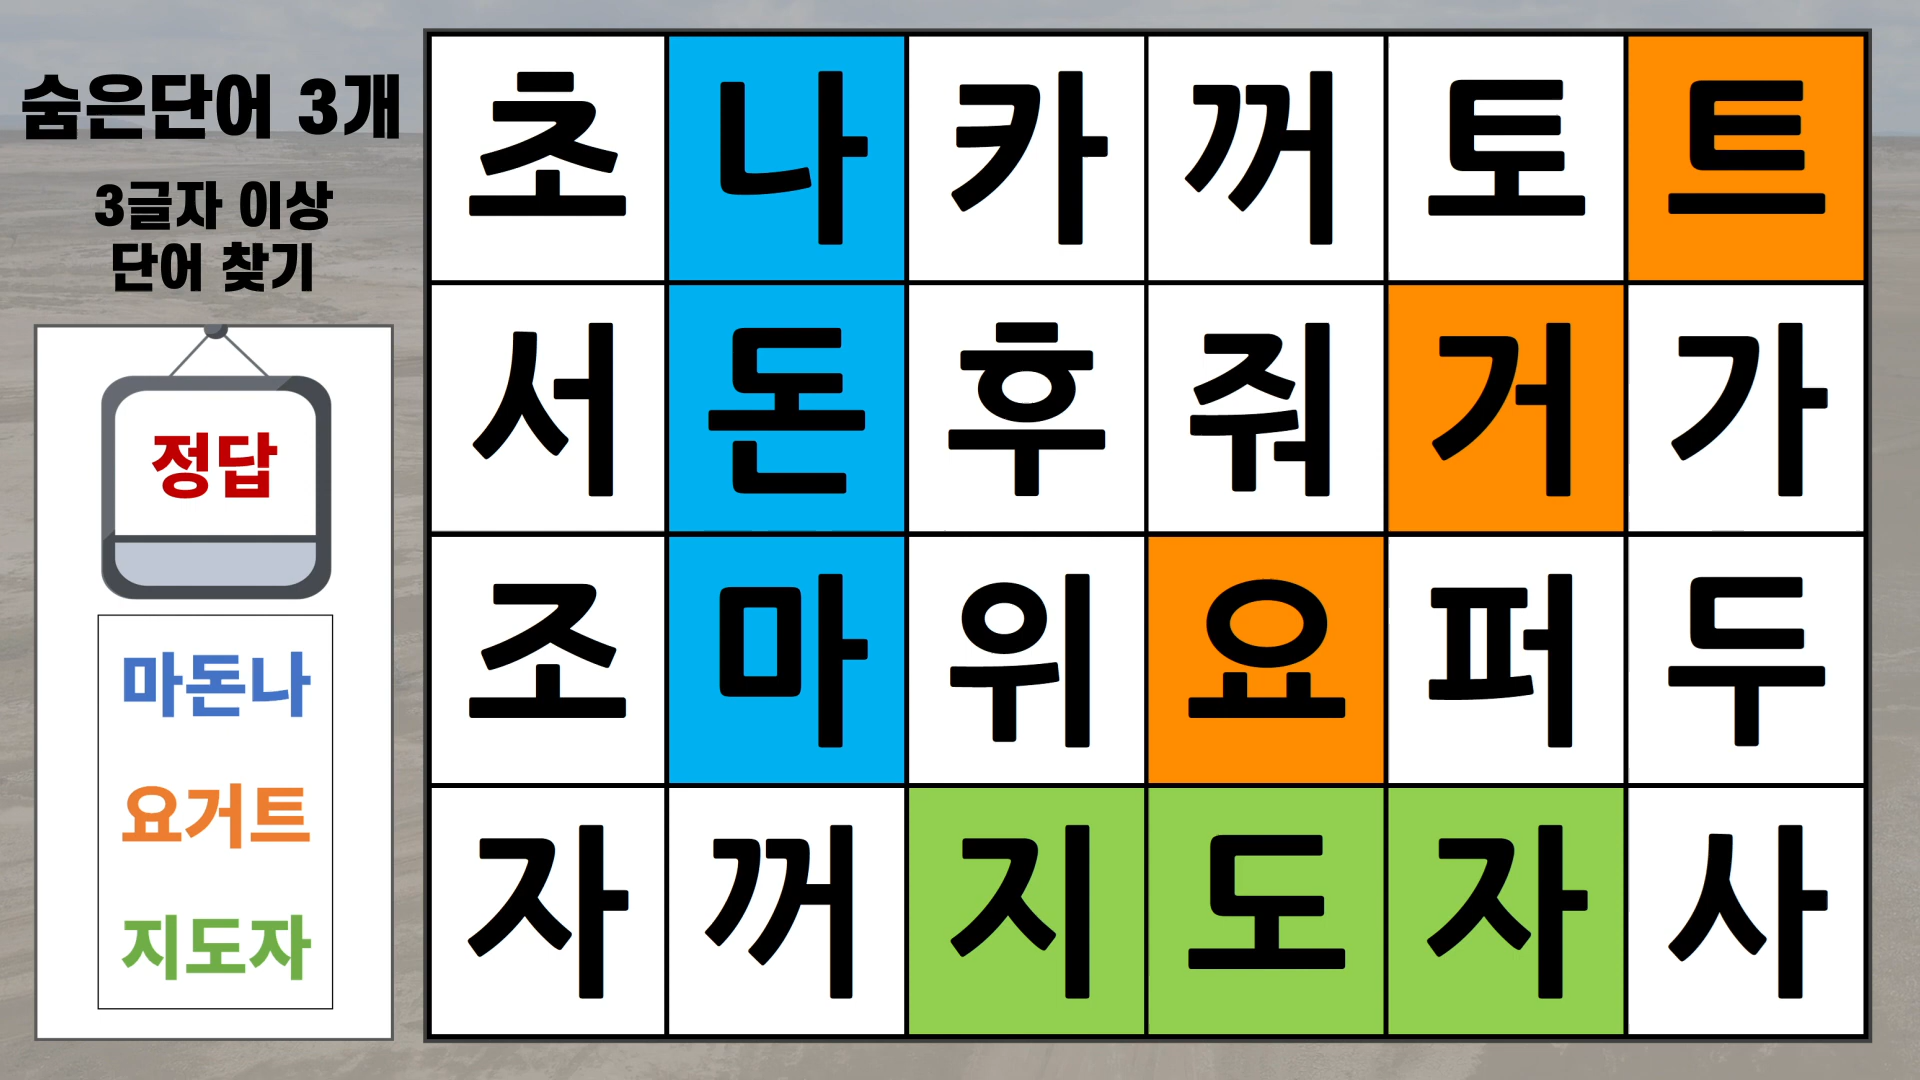 숨은단어 3개
3글자 이상
단어 찾기
정답
마돈나
요거트
지도자
초 나 카 꺼 토 트
서 돈 후 줘 거 가
조 마 위 요 퍼 두
자 꺼 지 도 자 사